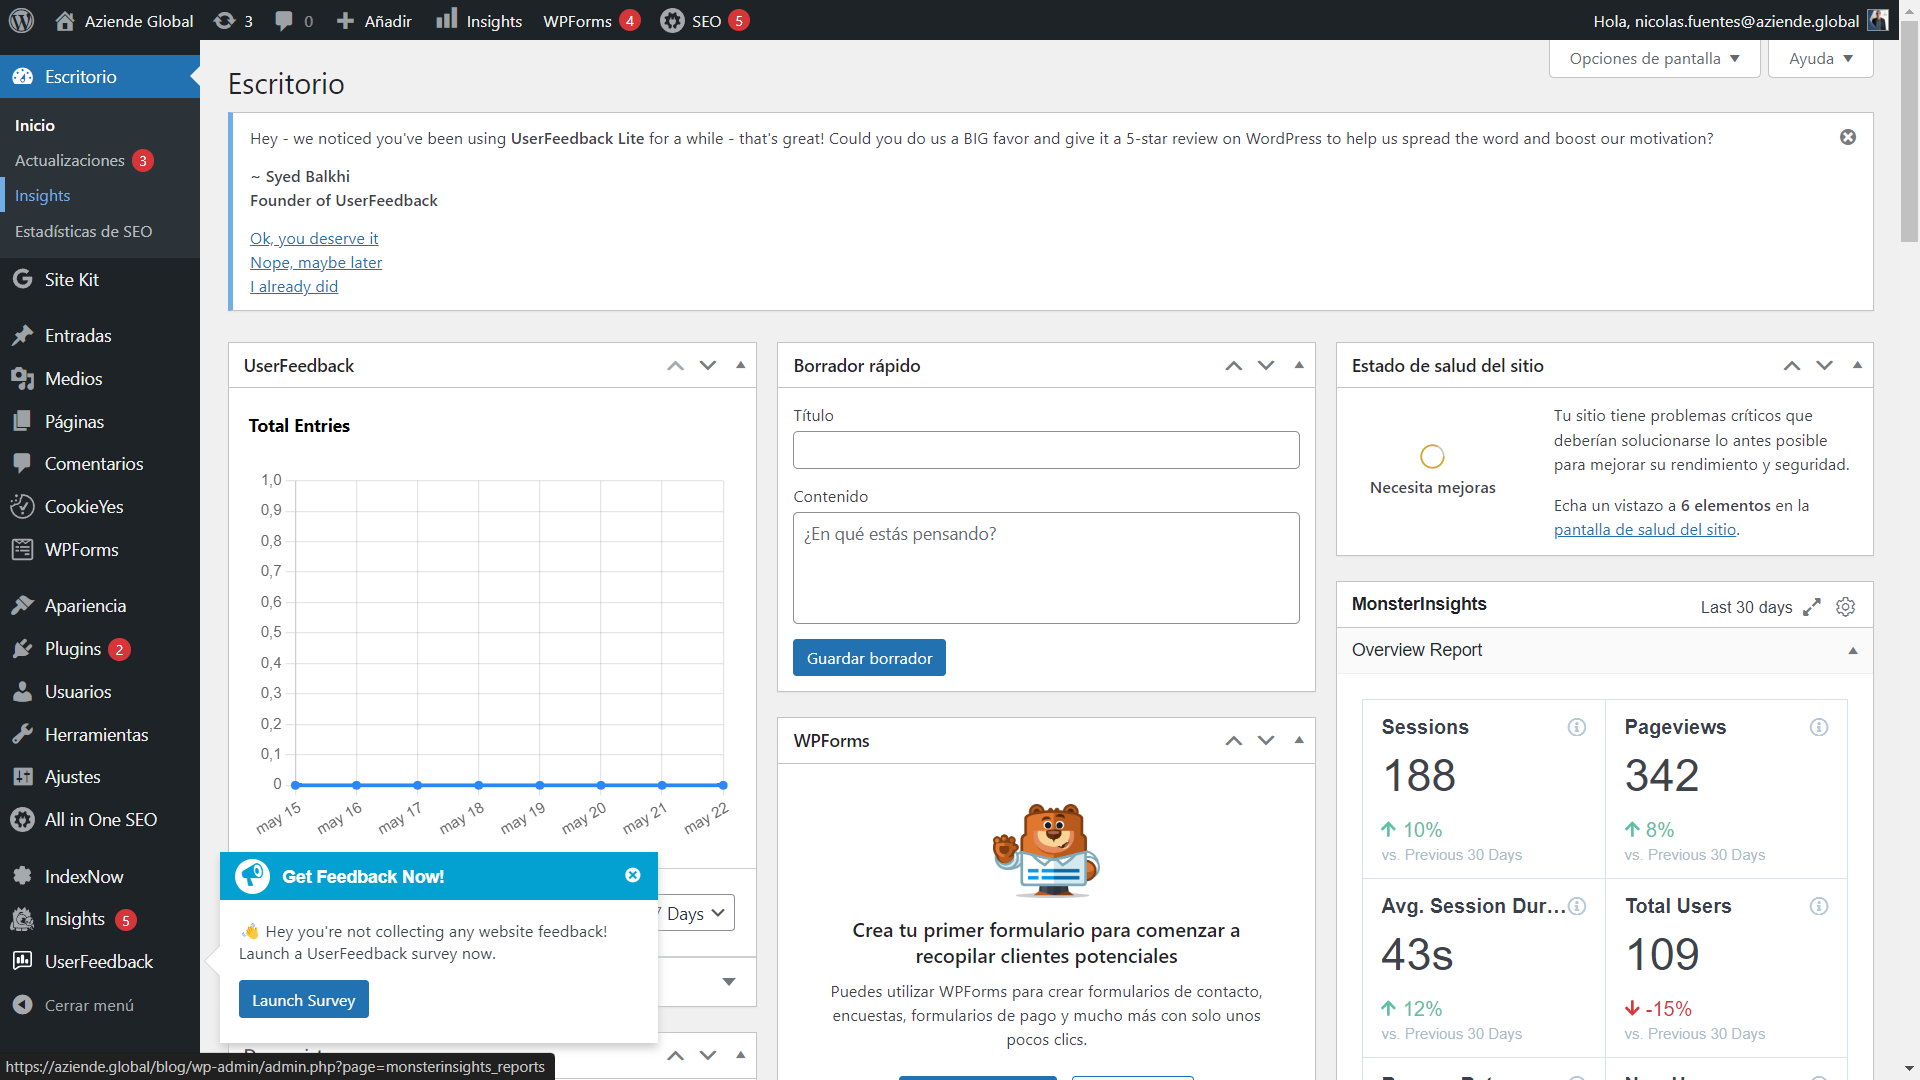 Aziende Global
3
0
Añadir
Insights
WPForms 4
SEO 5
Hola, nicolas.fuentes@aziende.global
Escritorio
Inicio
Actualizaciones 3
Insights
Estadísticas de SEO
Site Kit
Entradas
Medios
Páginas
Comentarios
CookieYes
WPForms
Apariencia
Plugins 2
Usuarios
Herramientas
Ajustes
All in One SEO
IndexNow
Insights 5
UserFeedback
Cerrar menú
Opciones de pantalla
Ayuda
Escritorio
Hey - we noticed you've been using UserFeedback Lite for a while - that's great! Could you do us a BIG favor and give it a 5-star review on WordPress to help us spread the word and boost our motivation?
~ Syed Balkhi
Founder of UserFeedback
Ok, you deserve it
Nope, maybe later
I already did
UserFeedback
Total Entries
1,0
0,9
0,8
0,7
0,6
0,5
0,4
0,3
0,2
0,1
0
may 15
may 16
may 17
may 18
may 19
may 20
may 21
may 22
7 Days
Get Feedback Now!
👋 Hey you're not collecting any website feedback!
Launch a UserFeedback survey now.
Launch Survey
Borrador rápido
Título
Contenido
¿En qué estás pensando?
Guardar borrador
WPForms
Crea tu primer formulario para comenzar a
recopilar clientes potenciales
Puedes utilizar WPForms para crear formularios de contacto,
encuestas, formularios de pago y mucho más con solo unos
pocos clics.
Estado de salud del sitio
Necesita mejoras
Tu sitio tiene problemas críticos que
deberían solucionarse lo antes posible
para mejorar su rendimiento y seguridad.
Echa un vistazo a 6 elementos en la
pantalla de salud del sitio.
MonsterInsights
Last 30 days
Overview Report
Sessions
188
10%
vs. Previous 30 Days
Pageviews
342
8%
vs. Previous 30 Days
Avg. Session Dur...
43s
12%
vs. Previous 30 Days
Total Users
109
-15%
vs. Previous 30 Days
https://aziende.global/blog/wp-admin/admin.php?page=monsterinsights_reports